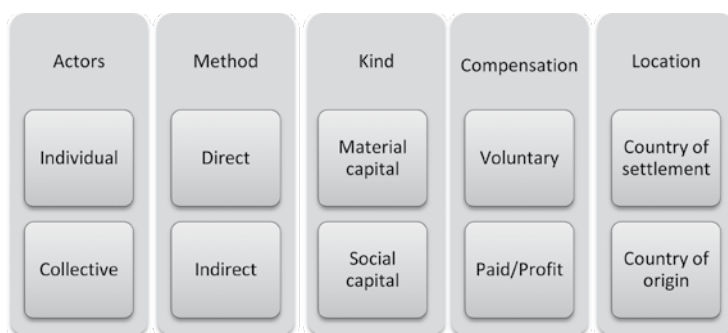 Actors
Method
Kind
Compensation
Location
Individual
Direct
Material
capital
Voluntary
Country of
settlement
Collective
Indirect
Social
capital
Paid/Profit
Country of
origin